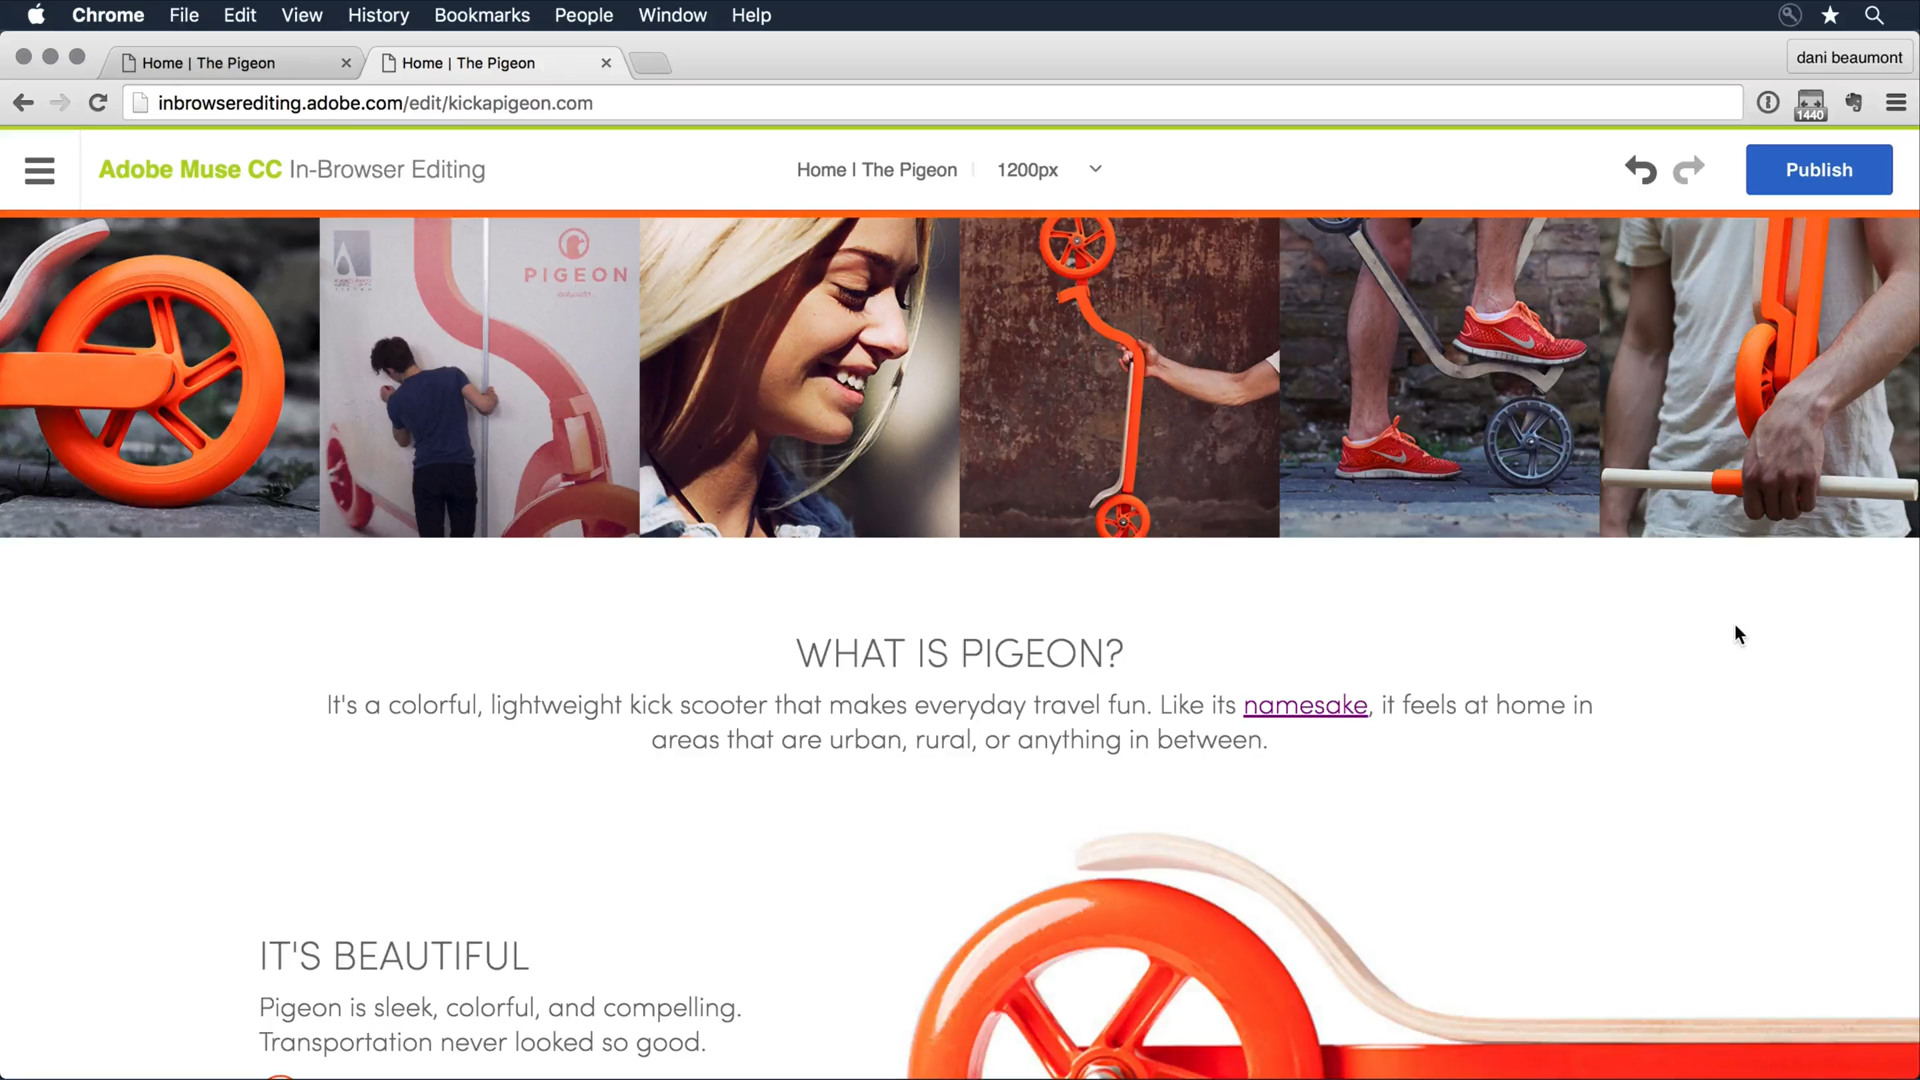 Chrome File Edit View History Bookmarks People Window Help
Home | The Pigeon
Home | The Pigeon
dani beaumont
inbrowserediting.adobe.com/edit/kickapigeon.com
1440
Adobe Muse CC In-Browser Editing
Home | The Pigeon
1200px
Publish
PIGEON
WHAT IS PIGEON?
It's a colorful, lightweight kick scooter that makes everyday travel fun. Like its namesake, it feels at home in
areas that are urban, rural, or anything in between.
IT'S BEAUTIFUL
Pigeon is sleek, colorful, and compelling.
Transportation never looked so good.